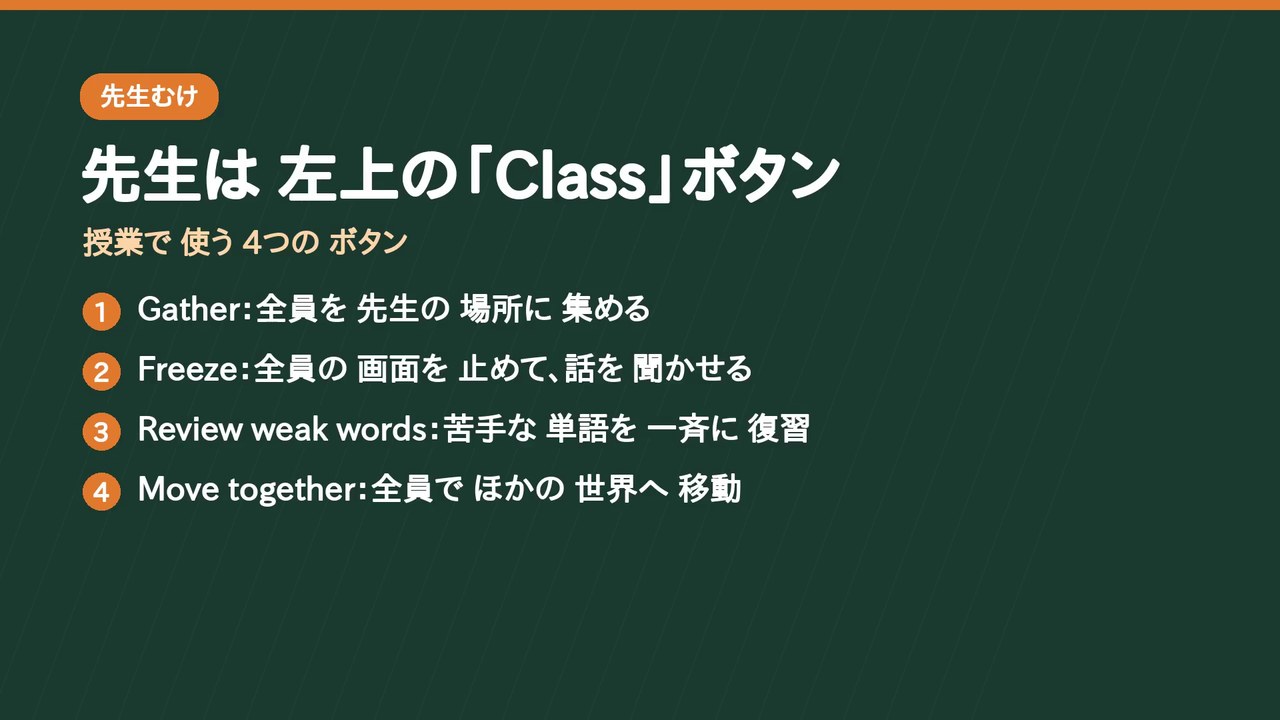 先生むけ
先生は 左上の「Class」ボタン
授業で 使う 4つの ボタン
1 Gather：全員を 先生の 場所に 集める
2 Freeze：全員の 画面を 止めて、話を 聞かせる
3 Review weak words：苦手な 単語を 一斉に 復習
4 Move together：全員で ほかの 世界へ 移動